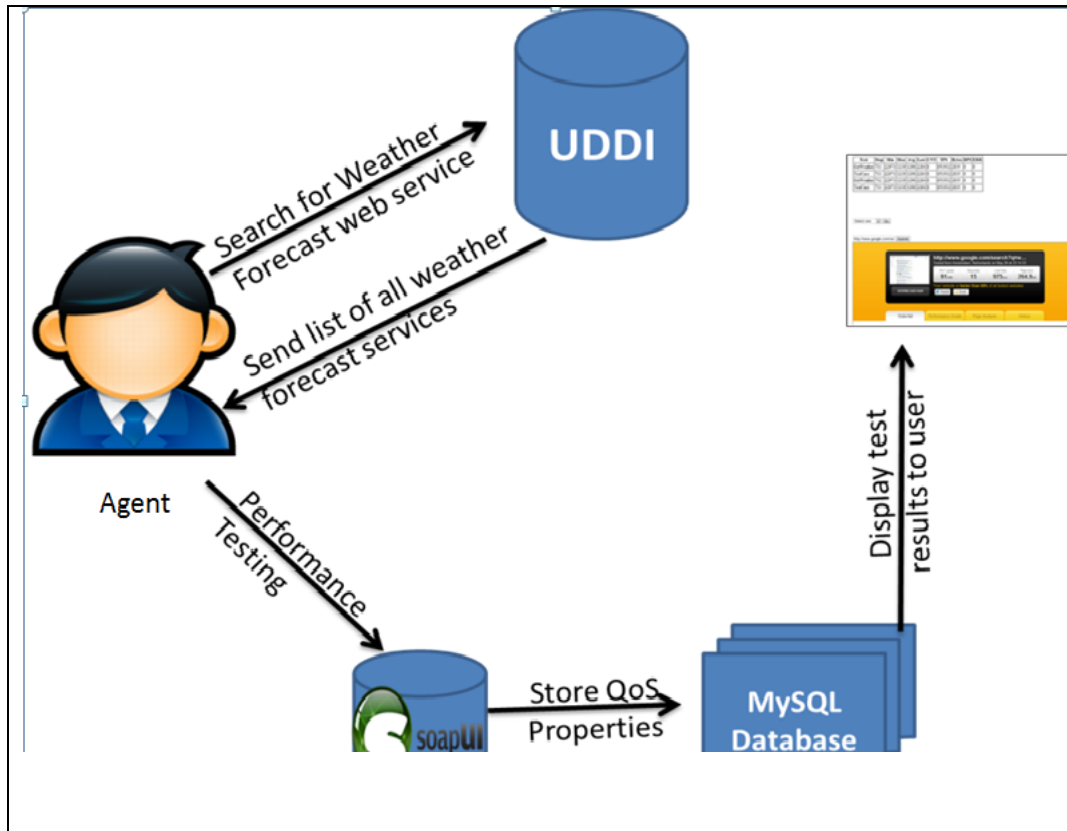 UDDI
Search for Weather
Forecast web service
Send list of all weather
forecast services
Agent
Performance
Testing
soapUI
Store QoS
Properties
MySQL
Database
Display test
results to user